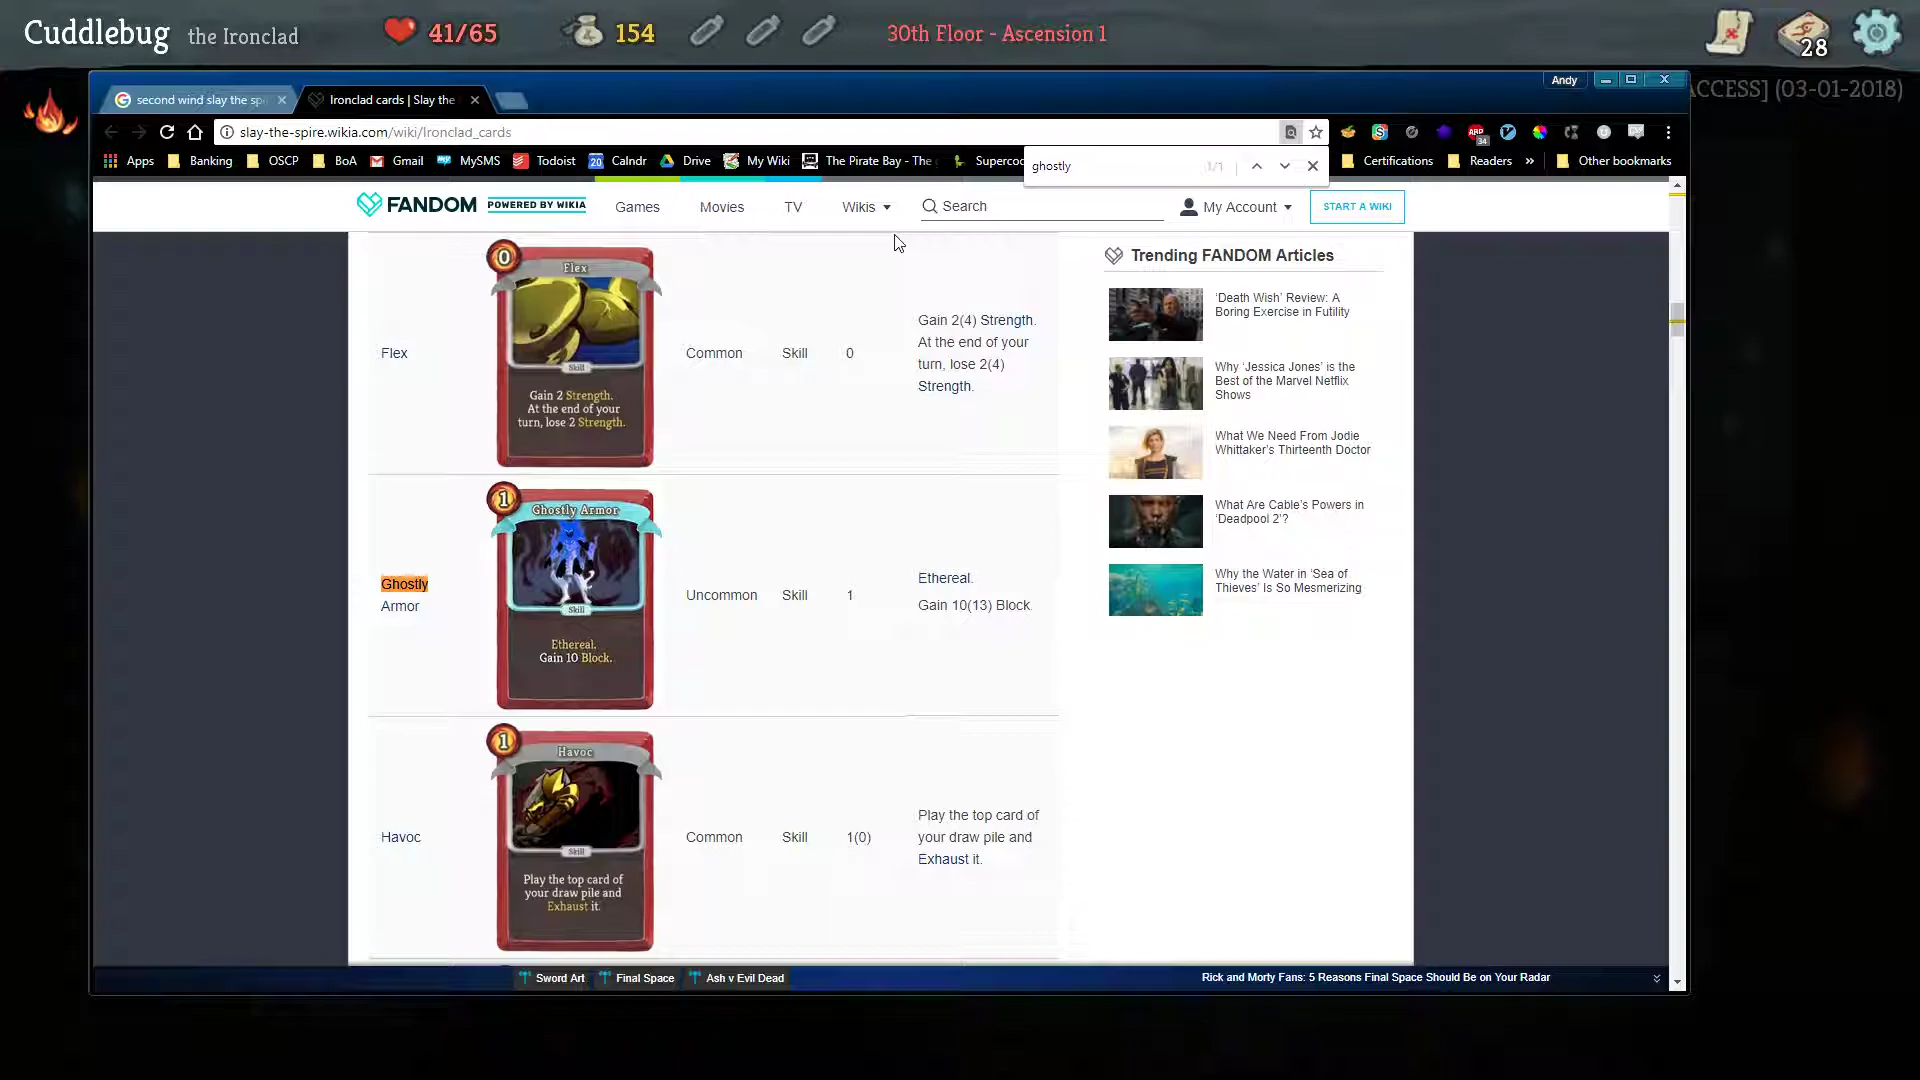 Cuddlebug the Ironclad 41/65 154 30th Floor - Ascension 1 28
ACCESS] (03-01-2018)
Andy
second wind slay the spi
Ironclad cards | Slay the
slay-the-spire.wikia.com/wiki/Ironclad_cards
Apps Banking OSCP BoA Gmail MySMS Todoist 20 Calndr Drive My Wiki The Pirate Bay - The Supercoo Certifications Readers » Other bookmarks
ghostly 1/1
FANDOM POWERED BY WIKIA Games Movies TV Wikis Search My Account START A WIKI
0
Flex
Skill
Gain 2 Strength.
At the end of your
turn, lose 2 Strength.
Flex Common Skill 0
Gain 2(4) Strength.
At the end of your
turn, lose 2(4)
Strength.
1
Ghostly Armor
Skill
Ethereal.
Gain 10 Block.
Ghostly
Armor
Uncommon Skill 1
Ethereal.
Gain 10(13) Block
1
Havoc
Skill
Play the top card of
your draw pile and
Exhaust it.
Havoc Common Skill 1(0)
Play the top card of
your draw pile and
Exhaust it.
Trending FANDOM Articles
‘Death Wish’ Review: A
Boring Exercise in Futility
Why ‘Jessica Jones’ is the
Best of the Marvel Netflix
Shows
What We Need From Jodie
Whittaker’s Thirteenth Doctor
What Are Cable’s Powers in
‘Deadpool 2’?
Why the Water in ‘Sea of
Thieves’ Is So Mesmerizing
Sword Art Final Space Ash v Evil Dead Rick and Morty Fans: 5 Reasons Final Space Should Be on Your Radar